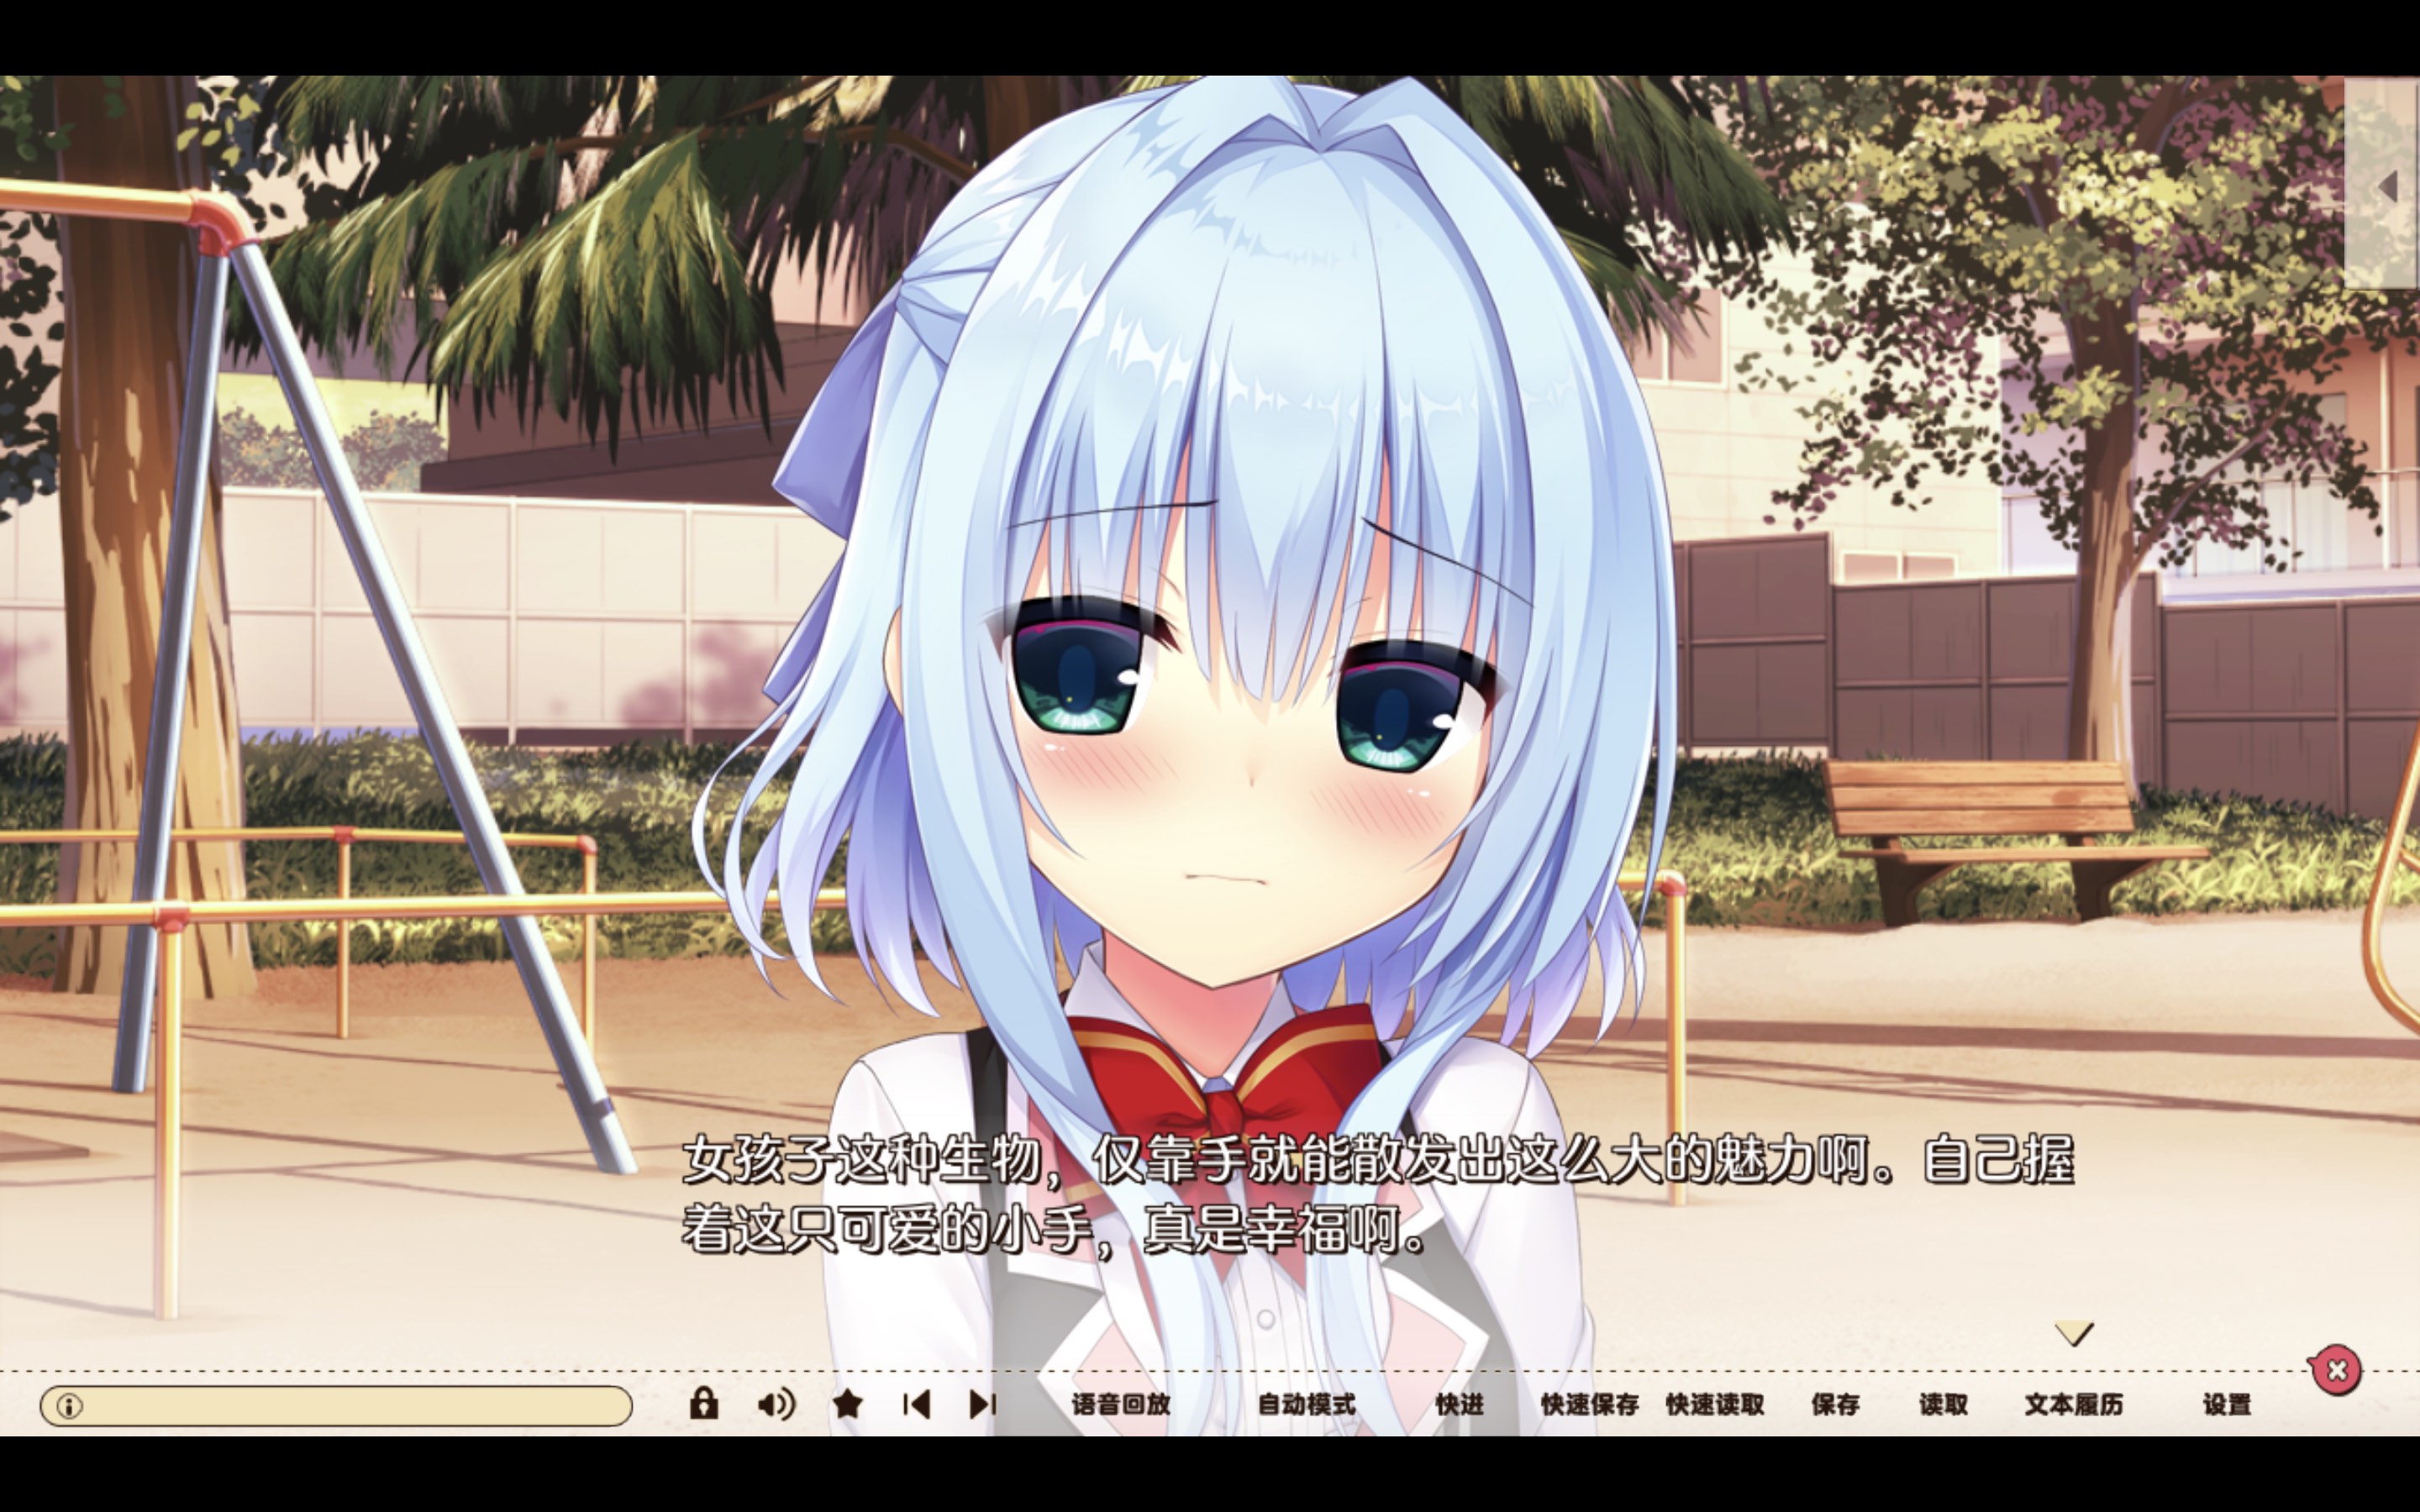 女孩子这种生物，仅靠手就能散发出这么大的魅力啊。自己握
着这只可爱的小手，真是幸福啊。
语音回放 自动模式 快进 快速保存 快速读取 保存 读取 文本履历 设置